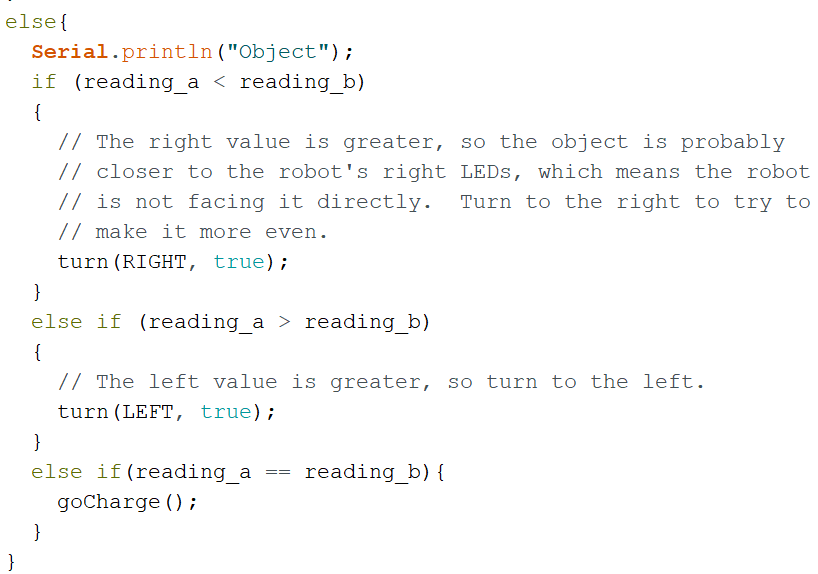 else{
  Serial.println("Object");
  if (reading_a < reading_b)
  {
    // The right value is greater, so the object is probably
    // closer to the robot's right LEDs, which means the robot
    // is not facing it directly.  Turn to the right to try to
    // make it more even.
    turn(RIGHT, true);
  }
  else if (reading_a > reading_b)
  {
    // The left value is greater, so turn to the left.
    turn(LEFT, true);
  }
  else if(reading_a == reading_b){
    goCharge();
  }
}